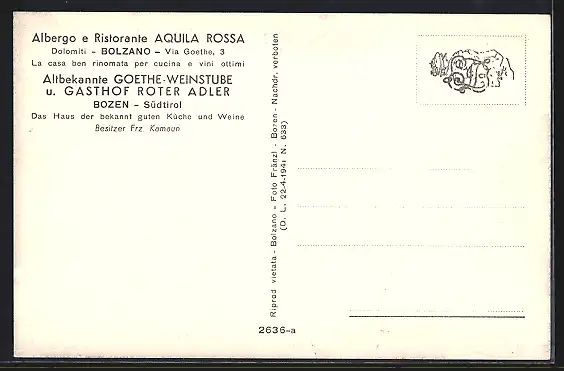 Albergo e Ristorante AQUILA ROSSA
Dolomiti - BOLZANO - Via Goethe, 3
La casa ben rinomata per cucina e vini ottimi
Altbekannte GOETHE-WEINSTUBE
u. GASTHOF ROTER ADLER
BOZEN - Südtirol
Das Haus der bekannt guten Küche und Weine
Besitzer Frz. Kamaun
Riprod vietata - Bolzano - Foto Fränzl - Bozen - Nachdr. verboten
(D. L. 22-4-1941 N. 633)
2636-a